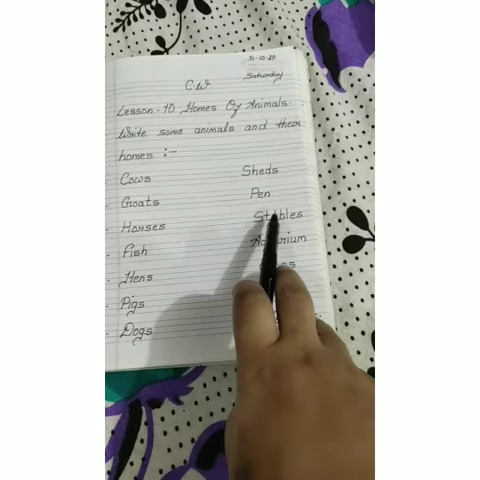 31-10-20
Saturday
C.W
Lesson-10 Homes Of Animals.
Write some animals and their
homes :-
Cows Sheds
Goats Pen
Horses Stables
Fish Aquarium
Hens
Pigs
Dogs